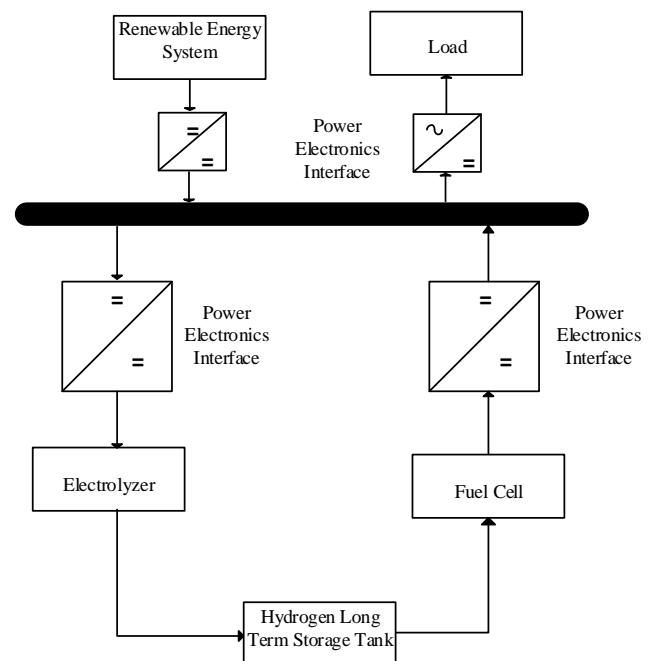 Renewable Energy
System
Load
Power
Electronics
Interface
Power
Electronics
Interface
Power
Electronics
Interface
Electrolyzer
Fuel Cell
Hydrogen Long
Term Storage Tank